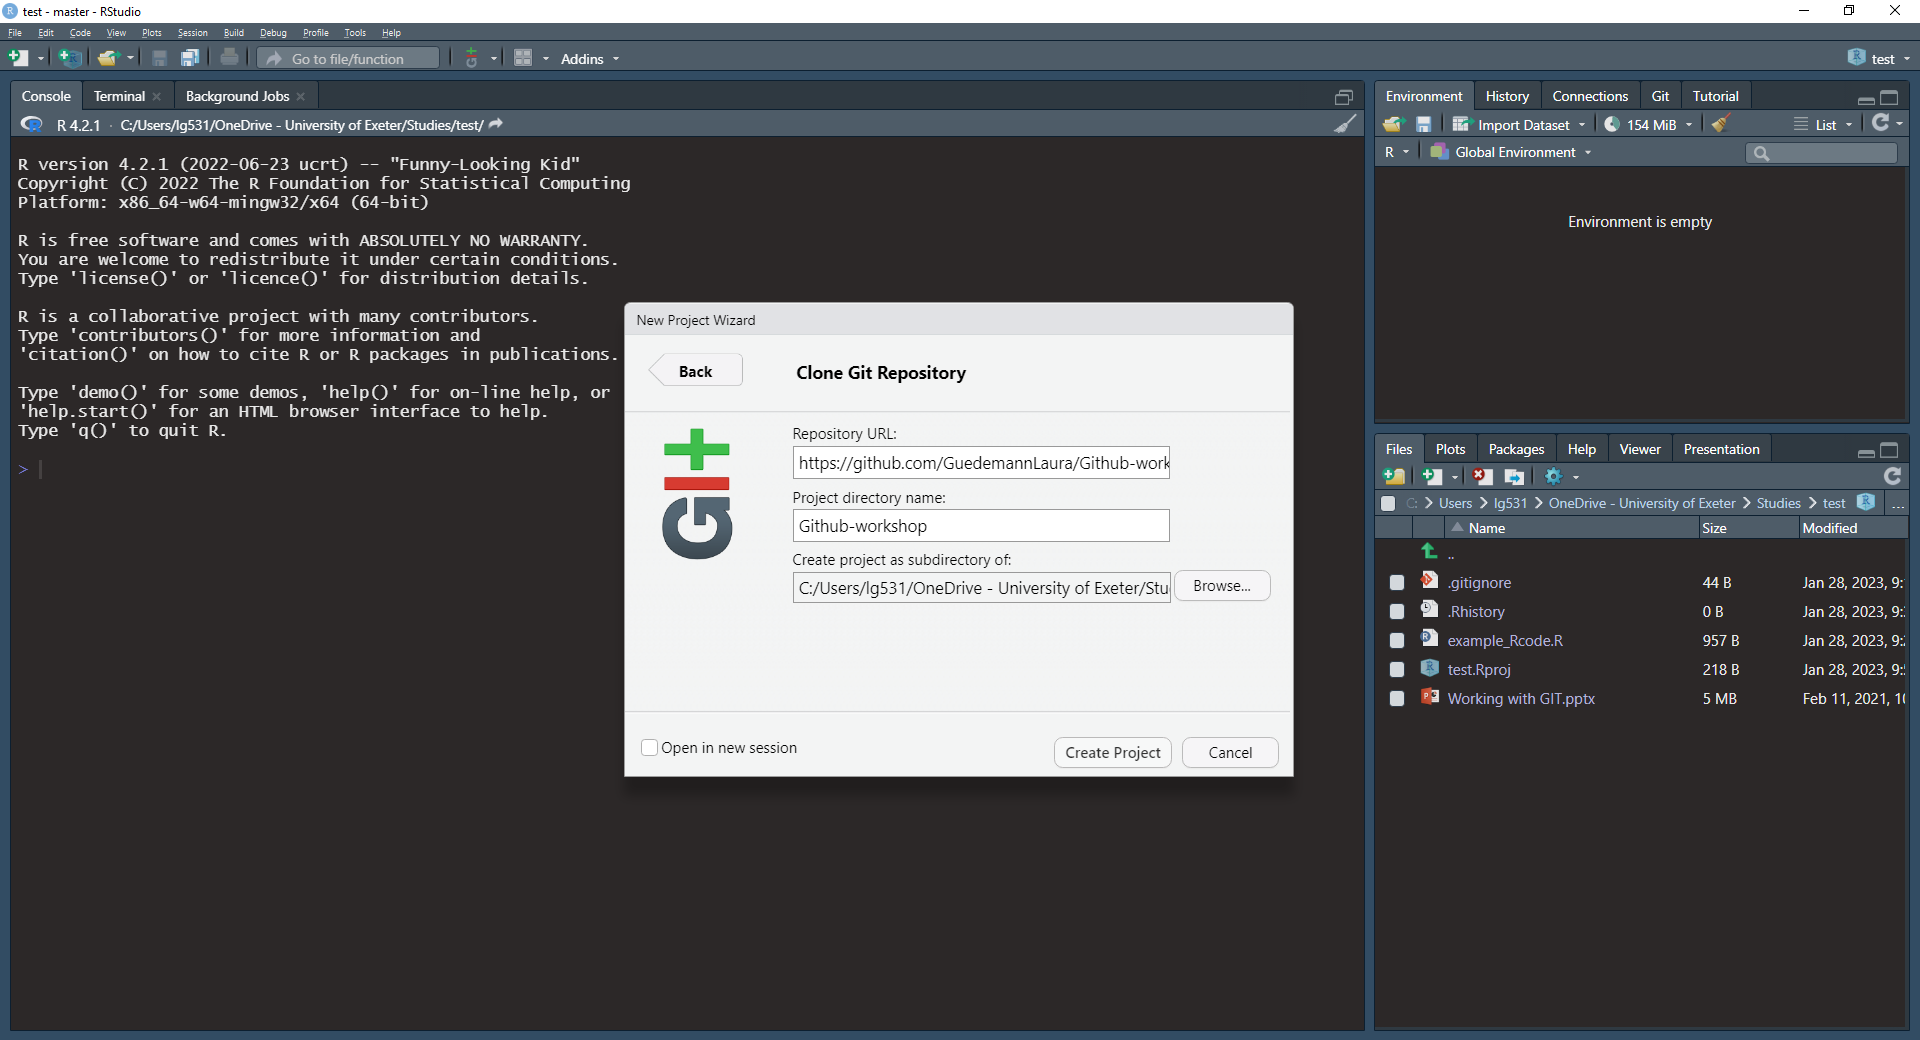 test - master - RStudio
File Edit Code View Plots Session Build Debug Profile Tools Help
Go to file/function Addins test
Console Terminal Background Jobs
R 4.2.1 · C:/Users/lg531/OneDrive - University of Exeter/Studies/test/
R version 4.2.1 (2022-06-23 ucrt) -- "Funny-Looking Kid"
Copyright (C) 2022 The R Foundation for Statistical Computing
Platform: x86_64-w64-mingw32/x64 (64-bit)
R is free software and comes with ABSOLUTELY NO WARRANTY.
You are welcome to redistribute it under certain conditions.
Type 'license()' or 'licence()' for distribution details.
R is a collaborative project with many contributors.
Type 'contributors()' for more information and
'citation()' on how to cite R or R packages in publications.
Type 'demo()' for some demos, 'help()' for on-line help, or
'help.start()' for an HTML browser interface to help.
Type 'q()' to quit R.
>
New Project Wizard
Back
Clone Git Repository
GIT
Repository URL:
https://github.com/GuedemannLaura/Github-work
Project directory name:
Github-workshop
Create project as subdirectory of:
C:/Users/lg531/OneDrive - University of Exeter/Stu
Browse...
Open in new session
Create Project
Cancel
Environment History Connections Git Tutorial
Import Dataset 154 MiB List
R Global Environment
Environment is empty
Files Plots Packages Help Viewer Presentation
C: > Users > lg531 > OneDrive - University of Exeter > Studies > test ...
Name Size Modified
..
.gitignore 44 B Jan 28, 2023, 9:
.Rhistory 0 B Jan 28, 2023, 9:
example_Rcode.R 957 B Jan 28, 2023, 9:
test.Rproj 218 B Jan 28, 2023, 9:
Working with GIT.pptx 5 MB Feb 11, 2021, 1